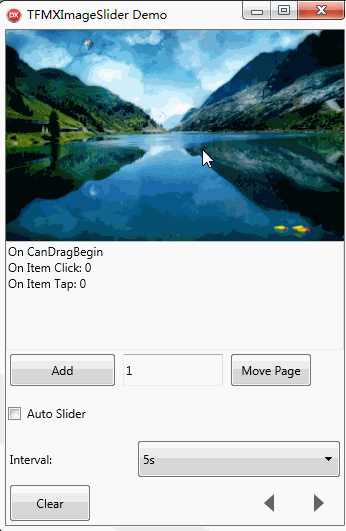 DX TFMXImageSlider Demo
On CanDragBegin
On Item Click: 0
On Item Tap: 0
Add 1 Move Page
Auto Slider
Interval: 5s
Clear